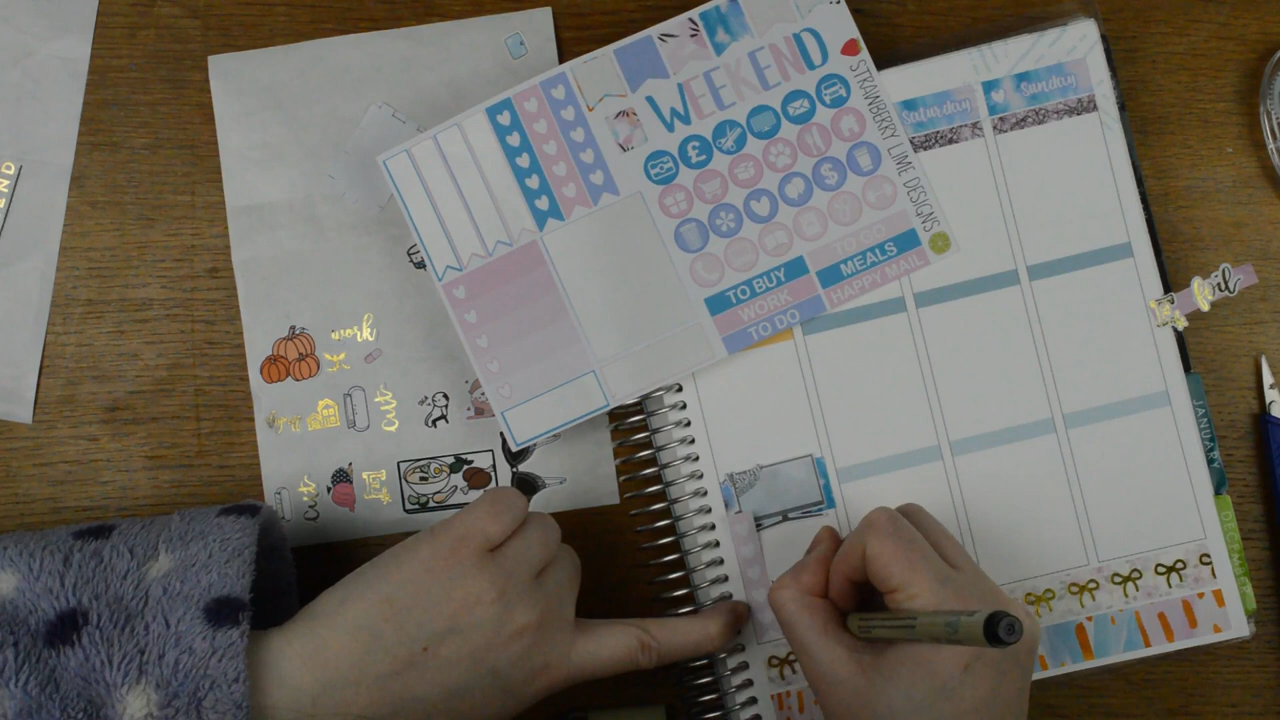 WEEKEND
STRAWBERRY LIME DESIGNS
Saturday
Sunday
TO BUY
WORK
TO DO
TO GO
MEALS
HAPPY MAIL
foil
work
cut
cut
JANUARY
DECEMBER
END